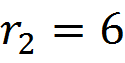 r₂ = 6